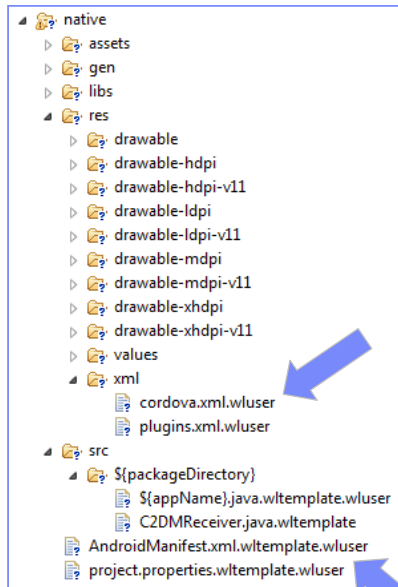 native
assets
gen
libs
res
drawable
drawable-hdpi
drawable-hdpi-v11
drawable-ldpi
drawable-ldpi-v11
drawable-mdpi
drawable-mdpi-v11
drawable-xhdpi
drawable-xhdpi-v11
values
xml
cordova.xml.wluser
plugins.xml.wluser
src
${packageDirectory}
${appName}.java.wltemplate.wluser
C2DMReceiver.java.wltemplate
AndroidManifest.xml.wltemplate.wluser
project.properties.wltemplate.wluser